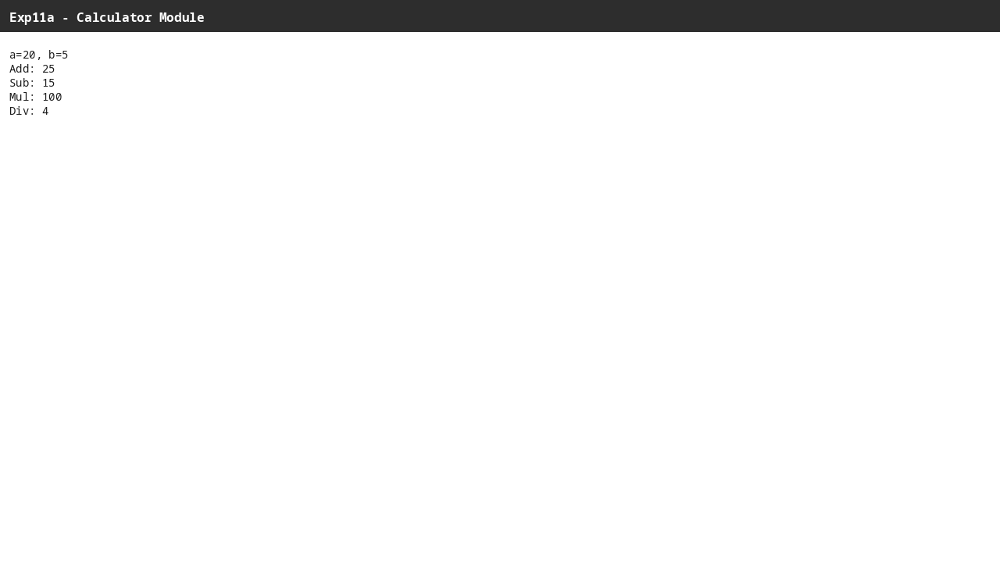 Exp11a - Calculator Module
a=20, b=5
Add: 25
Sub: 15
Mul: 100
Div: 4